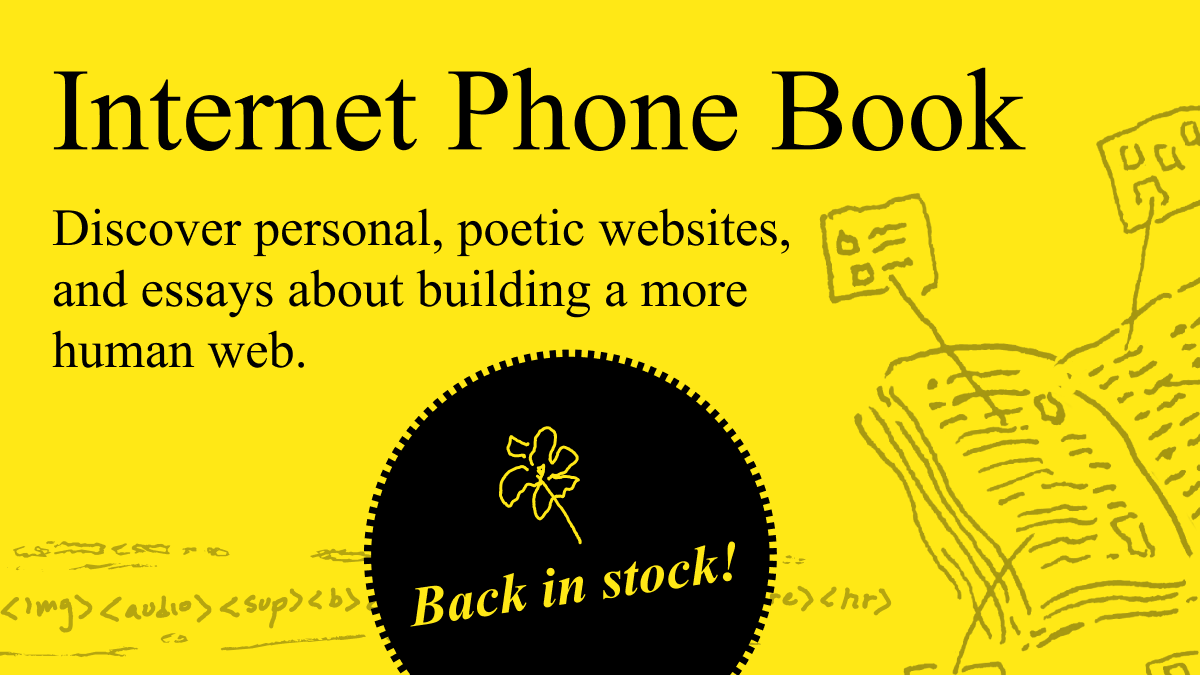 Internet Phone Book
Discover personal, poetic websites,
and essays about building a more
human web.
Back in stock!
<img><audio><sup><b>
<hr>